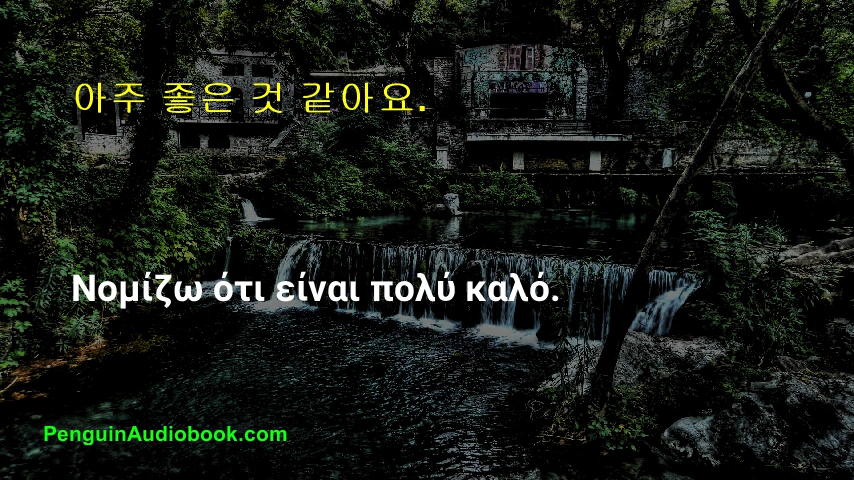 아주 좋은 것 같아요.
Νομίζω ότι είναι πολύ καλό.
PenguinAudiobook.com